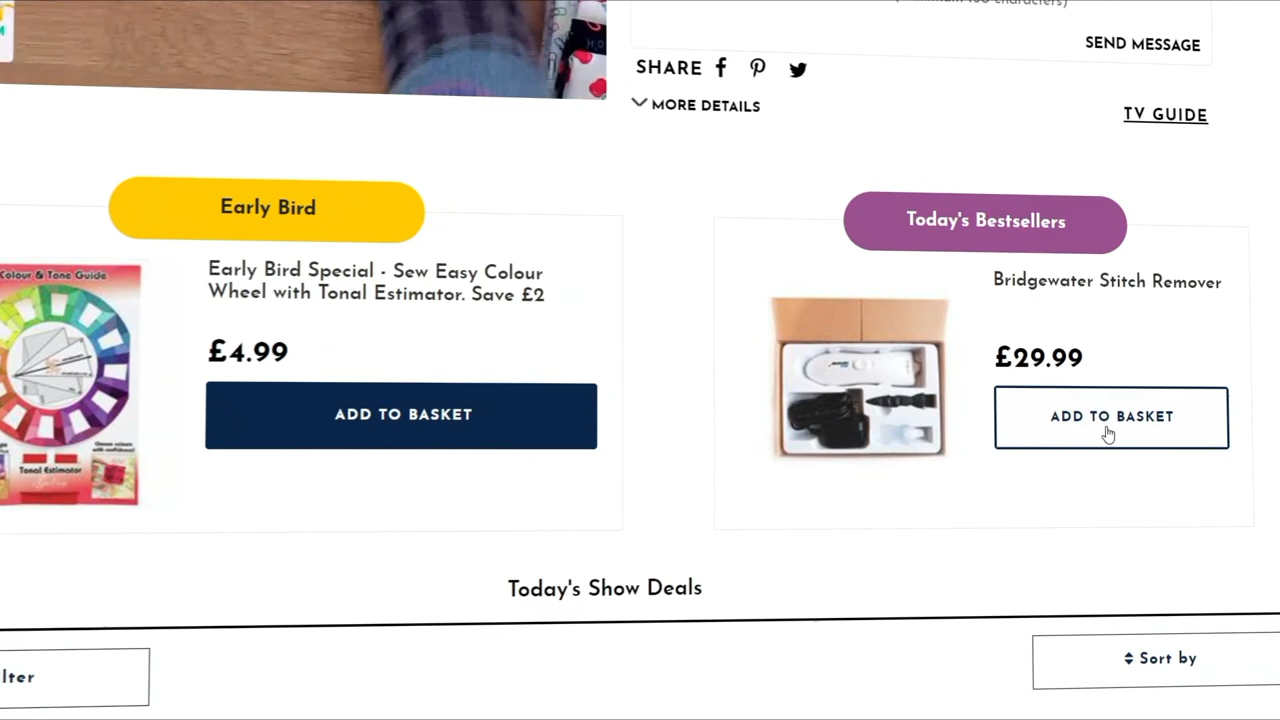 characters)
SEND MESSAGE
SHARE
MORE DETAILS
TV GUIDE
Early Bird
Today's Bestsellers
Colour & Tone Guide
Early Bird Special - Sew Easy Colour
Wheel with Tonal Estimator. Save £2
£4.99
ADD TO BASKET
Tonal Estimator
Bridgewater Stitch Remover
£29.99
ADD TO BASKET
Today's Show Deals
lter
Sort by